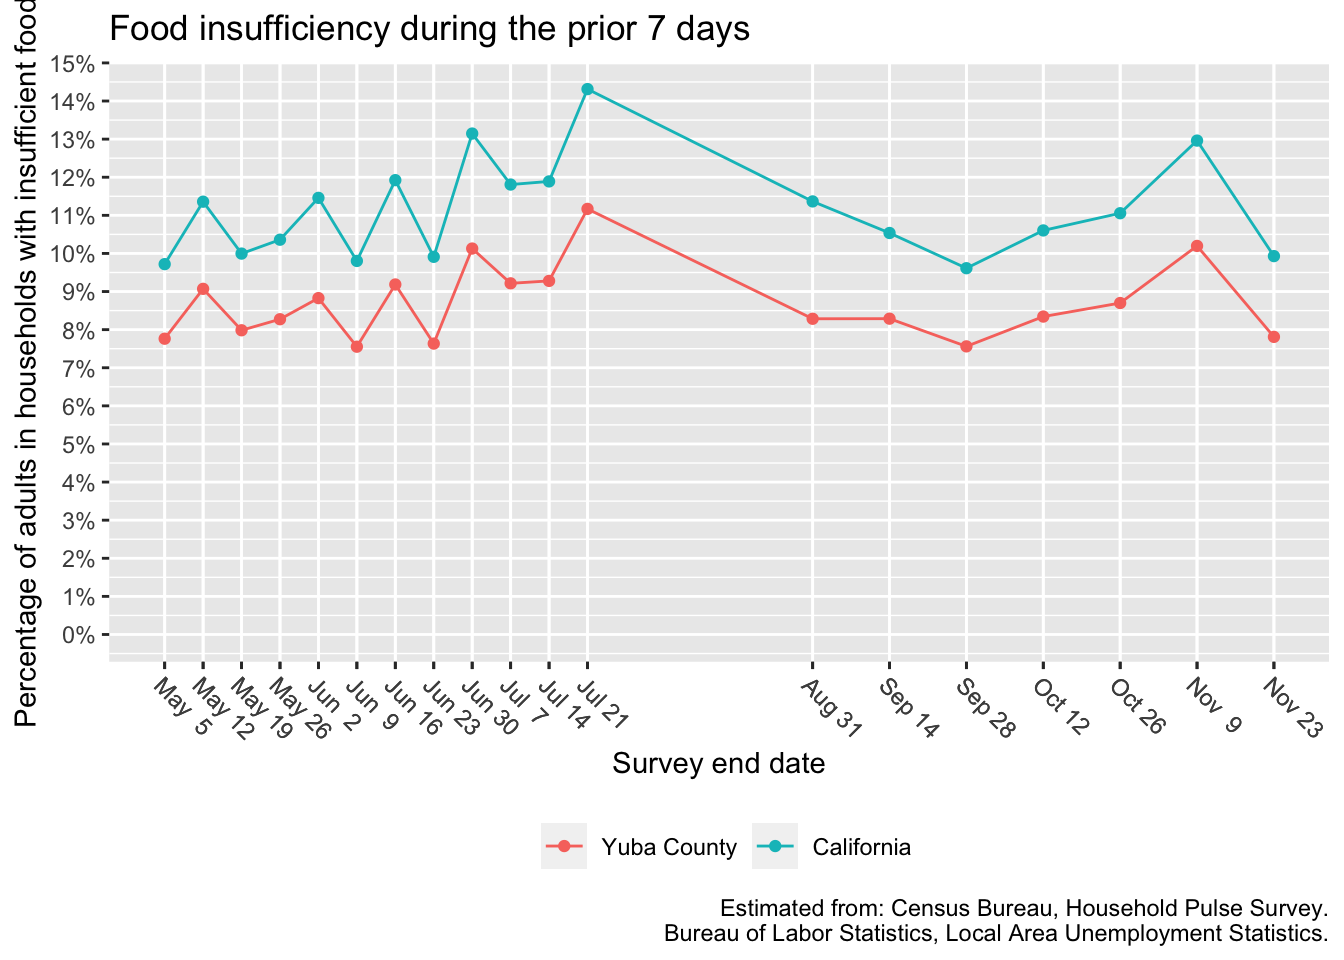 Food insufficiency during the prior 7 days
Percentage of adults in households with insufficient food
15%
14%
13%
12%
11%
10%
9%
8%
7%
6%
5%
4%
3%
2%
1%
0%
May 5
May 12
May 19
May 26
Jun 2
Jun 9
Jun 16
Jun 23
Jun 30
Jul 7
Jul 14
Jul 21
Aug 31
Sep 14
Sep 28
Oct 12
Oct 26
Nov 9
Nov 23
Survey end date
Yuba County
California
Estimated from: Census Bureau, Household Pulse Survey.
Bureau of Labor Statistics, Local Area Unemployment Statistics.